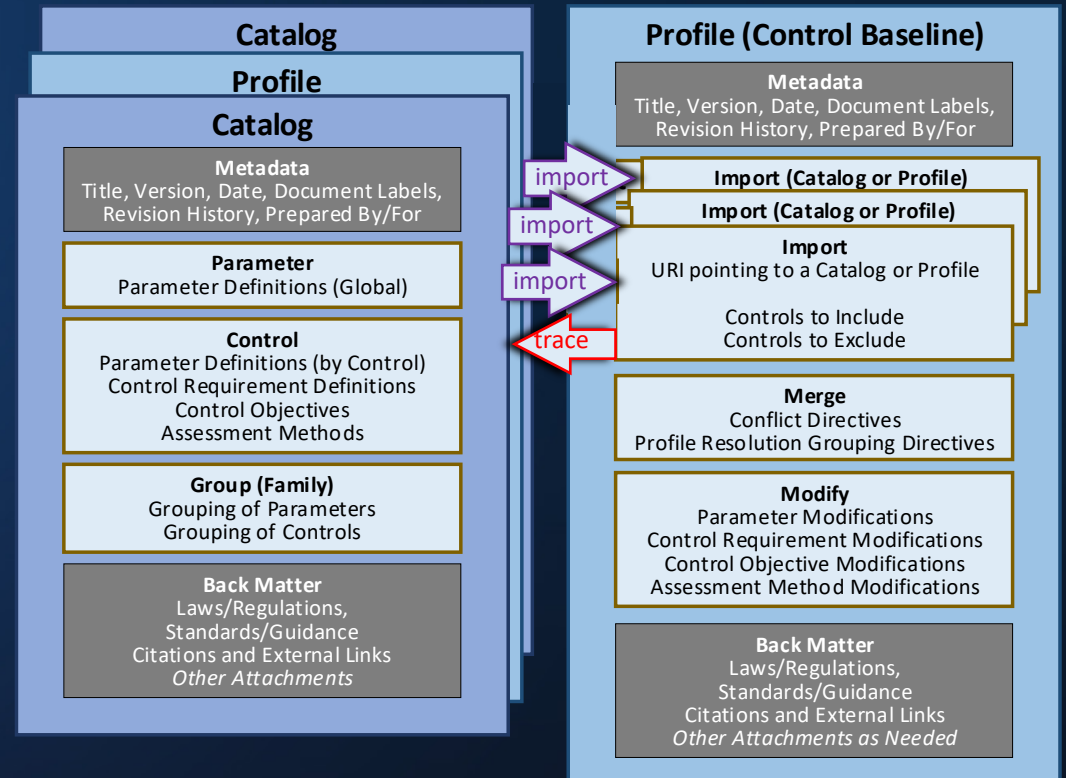 Catalog
Profile
Catalog
Metadata
Title, Version, Date, Document Labels,
Revision History, Prepared By/For
Parameter
Parameter Definitions (Global)
Control
Parameter Definitions (by Control)
Control Requirement Definitions
Control Objectives
Assessment Methods
Group (Family)
Grouping of Parameters
Grouping of Controls
Back Matter
Laws/Regulations,
Standards/Guidance
Citations and External Links
Other Attachments
import
import
import
trace
Profile (Control Baseline)
Metadata
Title, Version, Date, Document Labels,
Revision History, Prepared By/For
Import (Catalog or Profile)
Import (Catalog or Profile)
Import
URI pointing to a Catalog or Profile
Controls to Include
Controls to Exclude
Merge
Conflict Directives
Profile Resolution Grouping Directives
Modify
Parameter Modifications
Control Requirement Modifications
Control Objective Modifications
Assessment Method Modifications
Back Matter
Laws/Regulations,
Standards/Guidance
Citations and External Links
Other Attachments as Needed